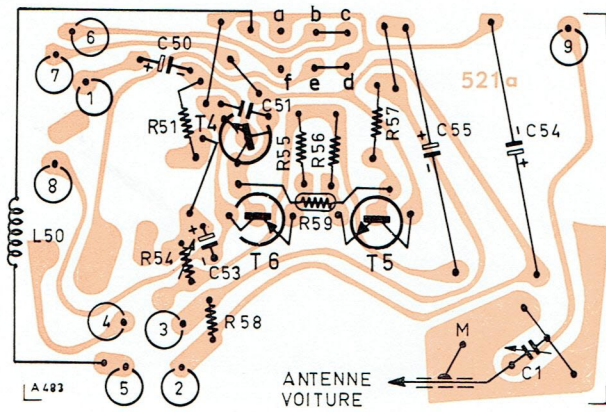 6 a b c 9
7 C50
1 f e d 521a
R51 T4 C51 R55 R56 R57 C55 C54
8
L50 R59
R54 C53 T6 T5
4 3 R58 M
A 483 5 2 C1
ANTENNE
VOITURE